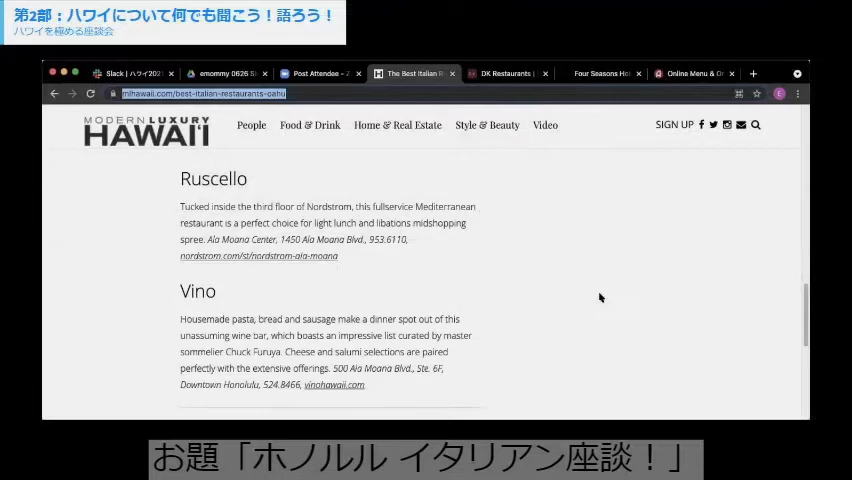 第2部：ハワイについて何でも聞こう！語ろう！
ハワイを極める座談会
Slack | ハワイ202
emommy 0626 S
Post Attendee - Z
The Best Italian R
DK Restaurants |
Four Seasons Ho
Online Menu & Or
mlhawaii.com/best-italian-restaurants-oahu
E
MODERN LUXURY
HAWAI'I
People Food & Drink Home & Real Estate Style & Beauty Video SIGN UP
Ruscello
Tucked inside the third floor of Nordstrom, this fullservice Mediterranean
restaurant is a perfect choice for light lunch and libations midshopping
spree. Ala Moana Center, 1450 Ala Moana Blvd., 953.6110,
nordstrom.com/st/nordstrom-ala-moana
Vino
Housemade pasta, bread and sausage make a dinner spot out of this
unassuming wine bar, which boasts an impressive list curated by master
sommelier Chuck Furuya. Cheese and salumi selections are paired
perfectly with the extensive offerings. 500 Ala Moana Blvd., Ste. 6F,
Downtown Honolulu, 524.8466, vinohawaii.com
お題「ホノルル イタリアン座談！」